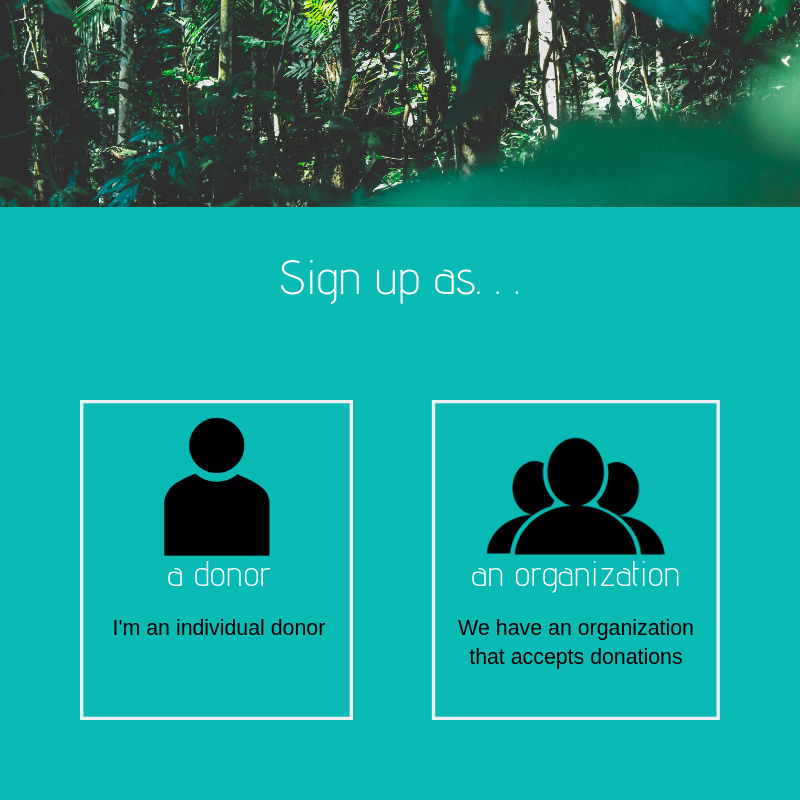 Sign up as. . .
a donor
I'm an individual donor
an organization
We have an organization
that accepts donations